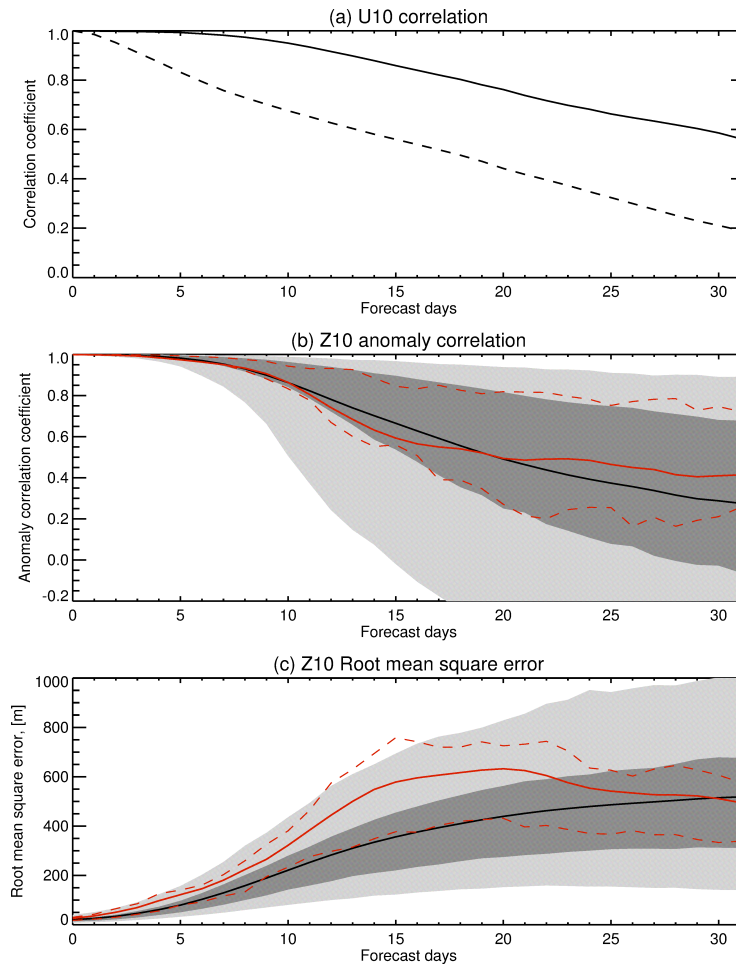 (a) U10 correlation
Correlation coefficient
1.0
0.8
0.6
0.4
0.2
0.0
0 5 10 15 20 25 30
Forecast days
(b) Z10 anomaly correlation
Anomaly correlation coefficient
1.0
0.8
0.6
0.4
0.2
0.0
-0.2
0 5 10 15 20 25 30
Forecast days
(c) Z10 Root mean square error
Root mean square error, [m]
1000
800
600
400
200
0
0 5 10 15 20 25 30
Forecast days